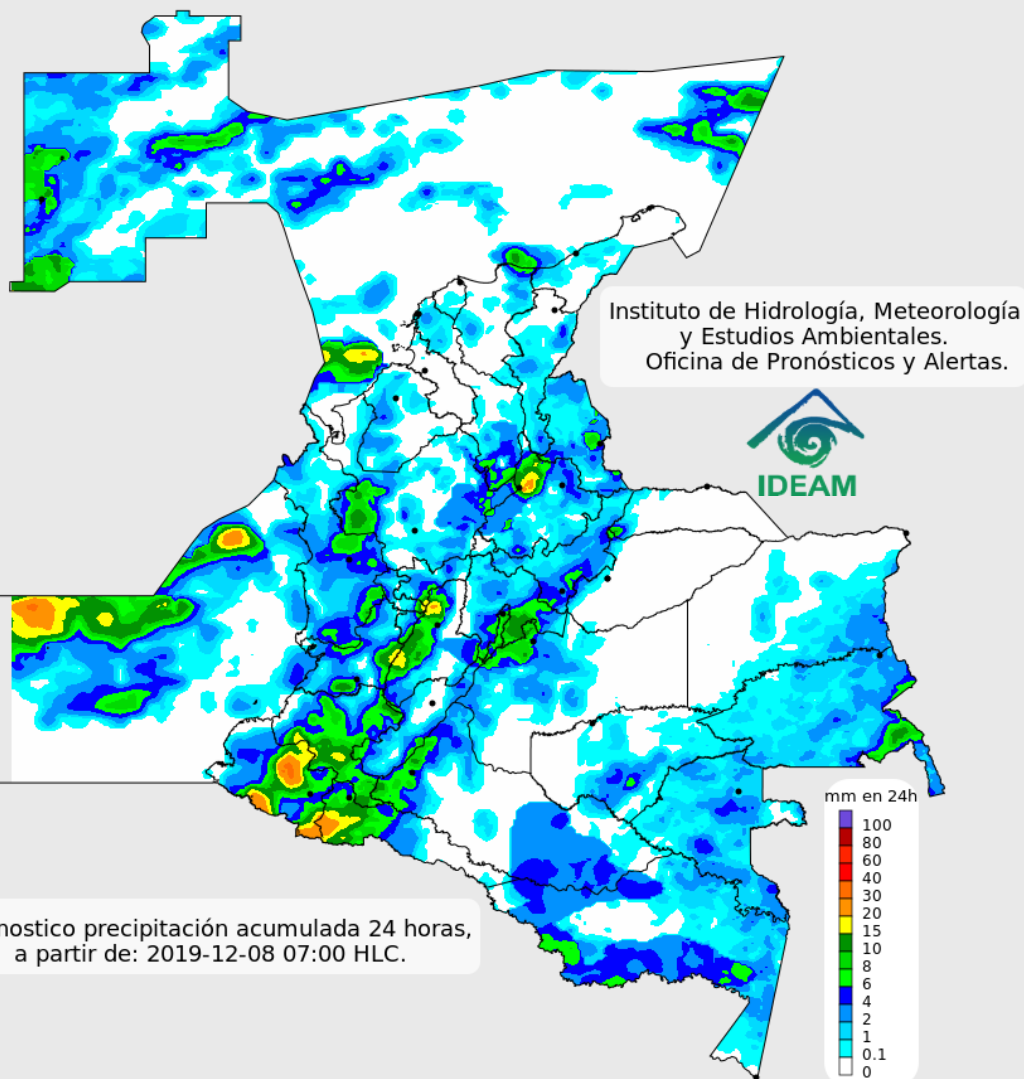 Instituto de Hidrología, Meteorología
y Estudios Ambientales.
Oficina de Pronósticos y Alertas.
IDEAM
mm en 24h
100
80
60
40
30
20
15
10
8
6
4
2
1
0.1
0
nostico precipitación acumulada 24 horas,
a partir de: 2019-12-08 07:00 HLC.